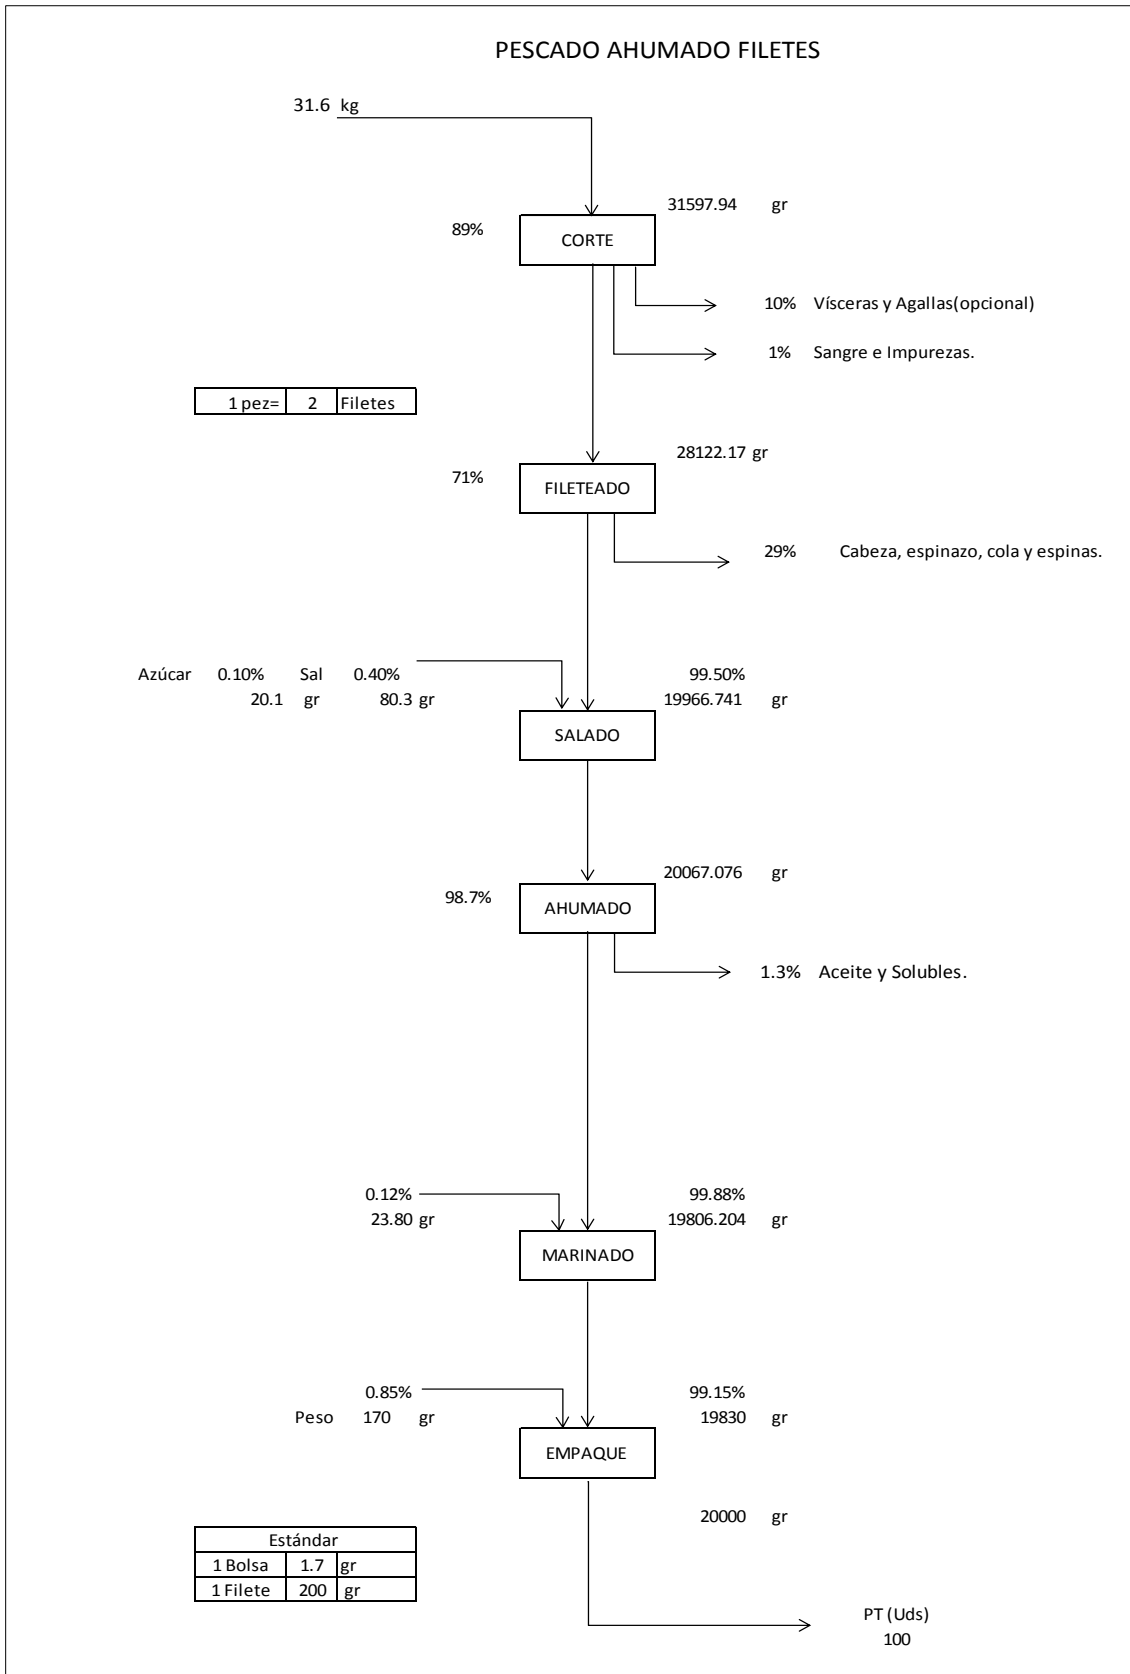 PESCADO AHUMADO FILETES
31.6 kg
31597.94 gr
89%
CORTE
10% Vísceras y Agallas(opcional)
1% Sangre e Impurezas.
1 pez= 2 Filetes
28122.17 gr
71%
FILETEADO
29% Cabeza, espinazo, cola y espinas.
Azúcar 0.10% Sal 0.40% 99.50%
20.1 gr 80.3 gr 19966.741 gr
SALADO
20067.076 gr
98.7%
AHUMADO
1.3% Aceite y Solubles.
0.12% 99.88%
23.80 gr 19806.204 gr
MARINADO
0.85% 99.15%
Peso 170 gr 19830 gr
EMPAQUE
20000 gr
Estándar
1 Bolsa 1.7 gr
1 Filete 200 gr
PT (Uds)
100